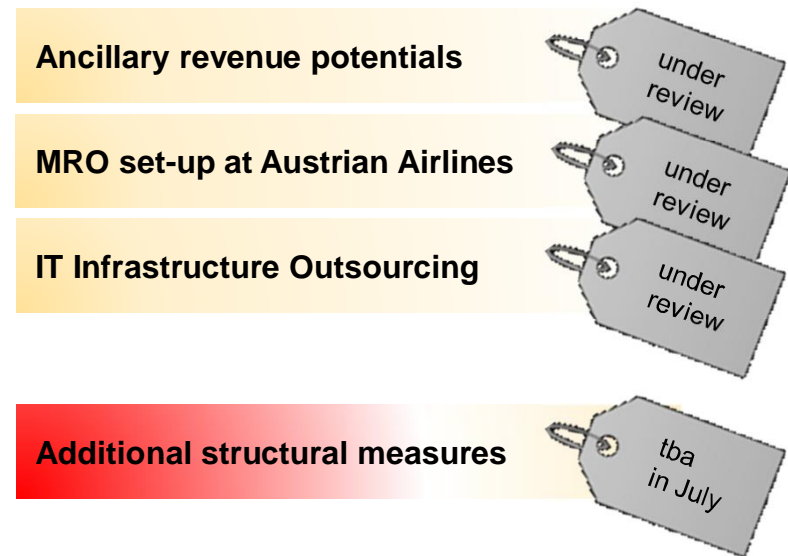 Ancillary revenue potentials
under
review
MRO set-up at Austrian Airlines
under
review
IT Infrastructure Outsourcing
under
review
Additional structural measures
tba
in July